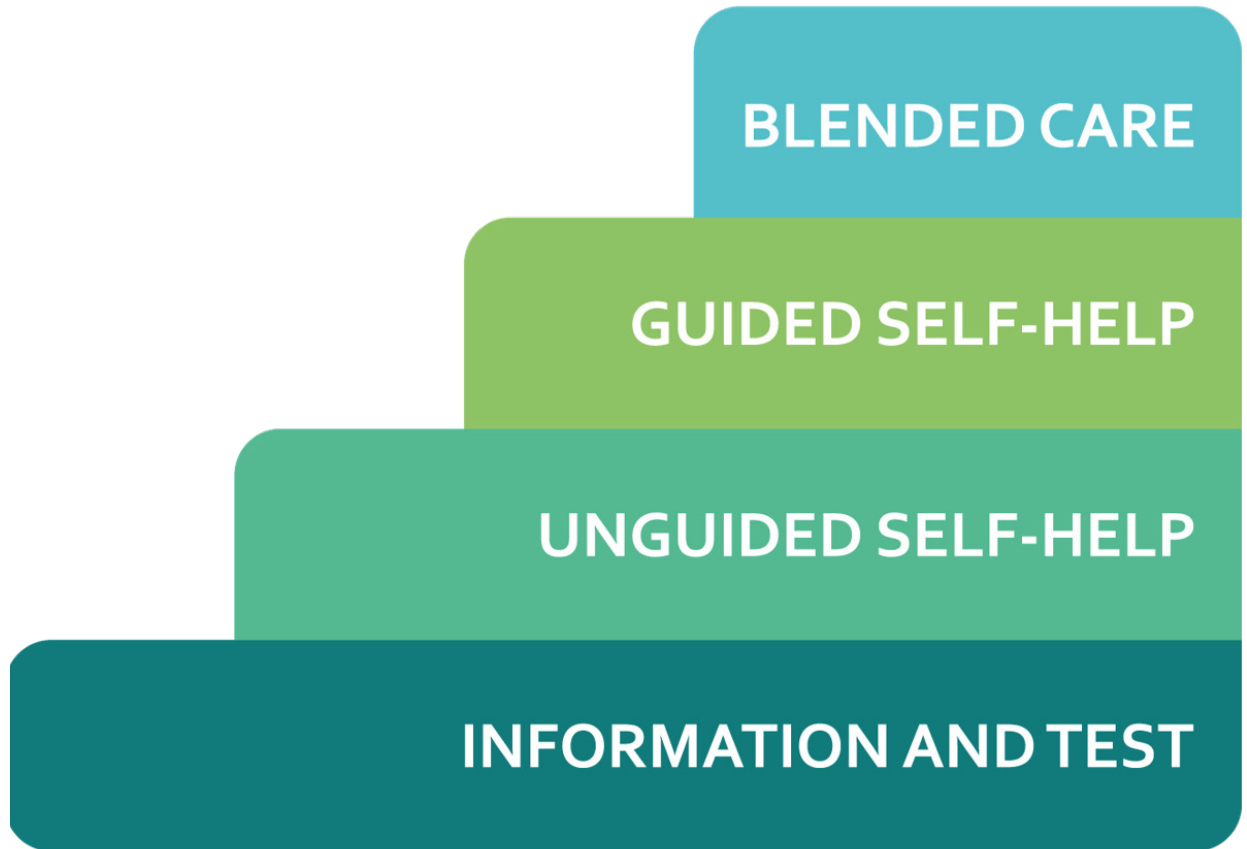 BLENDED CARE
GUIDED SELF-HELP
UNGUIDED SELF-HELP
INFORMATION AND TEST